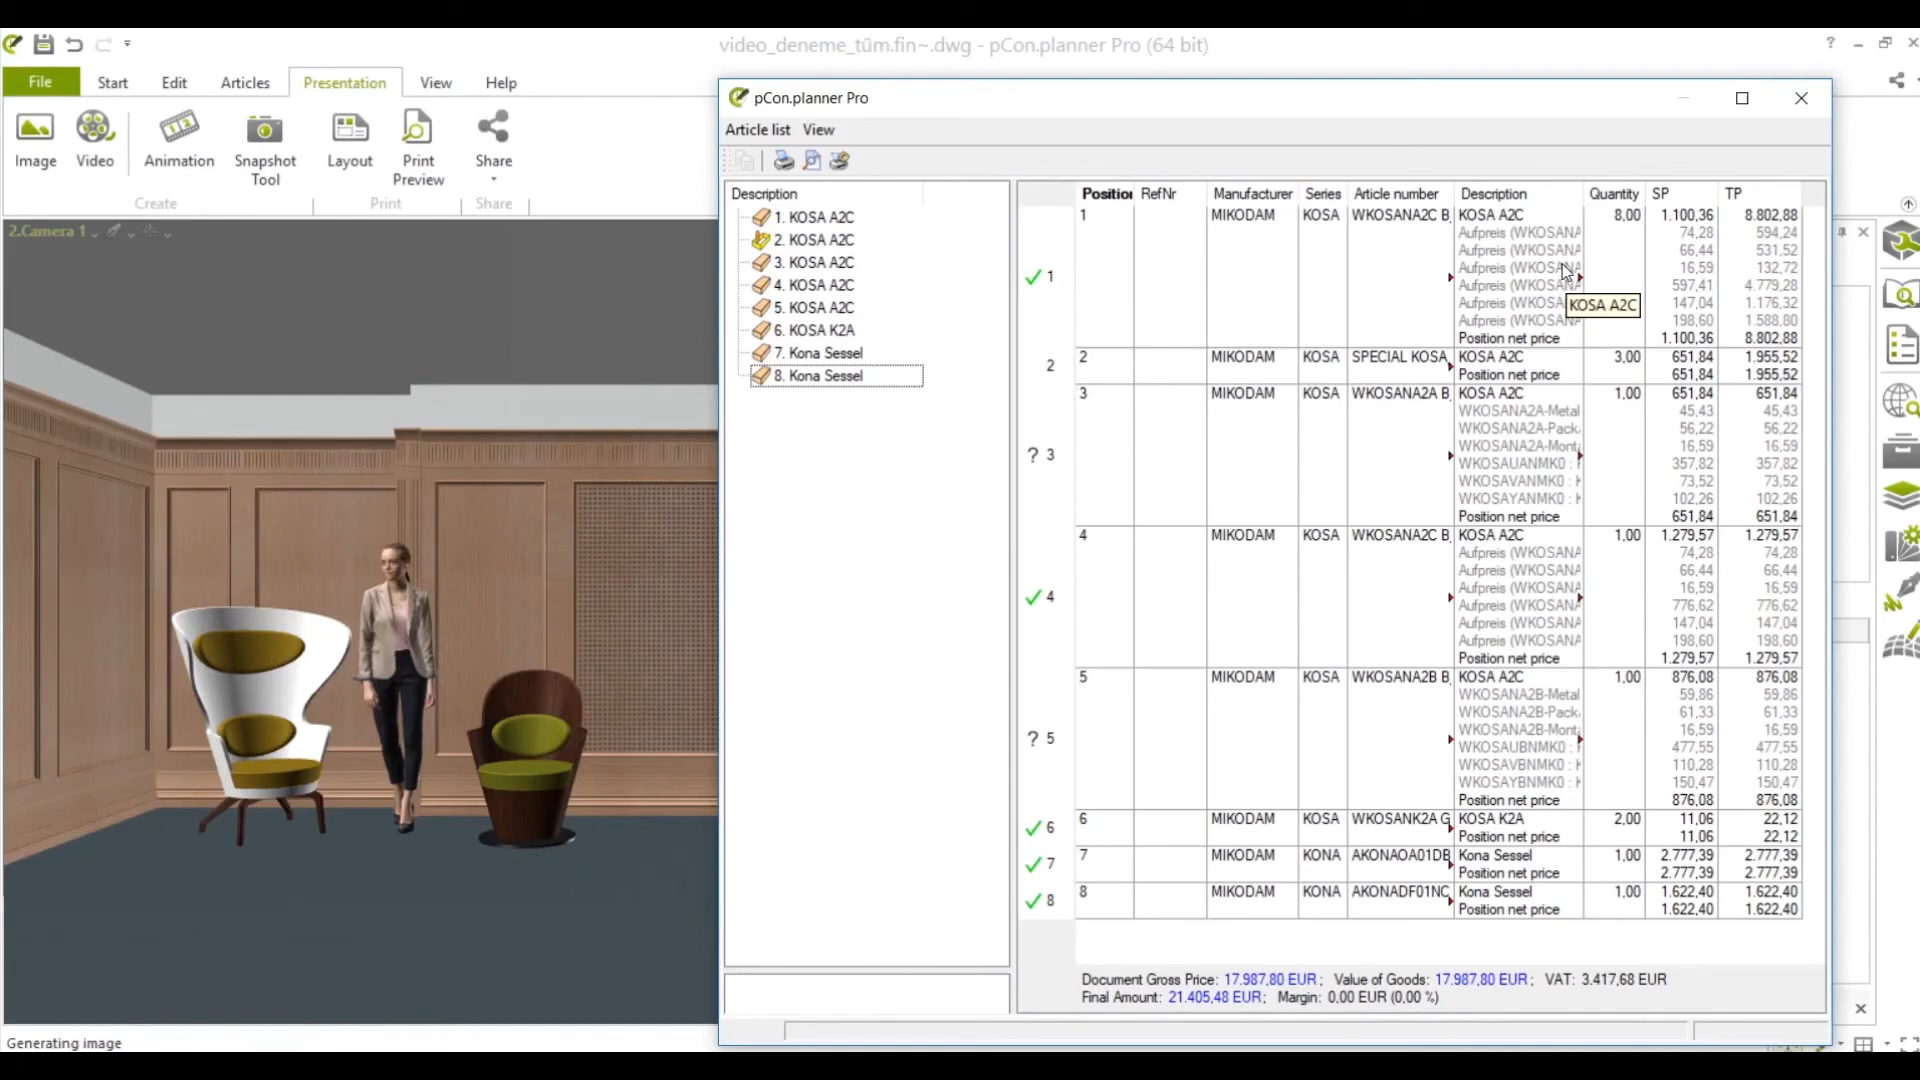 video_deneme_tüm.fin~.dwg - pCon.planner Pro (64 bit)
File Start Edit Articles Presentation View Help
Image Video Animation Snapshot Tool Layout Print Preview Share
Create Print Share
2.Camera 1
pCon.planner Pro
Article list View
Description
1. KOSA A2C
2. KOSA A2C
3. KOSA A2C
4. KOSA A2C
5. KOSA A2C
6. KOSA K2A
7. Kona Sessel
8. Kona Sessel
Position RefNr Manufacturer Series Article number Description Quantity SP TP
1 1 MIKODAM KOSA WKOSANA2C B KOSA A2C 8,00 1.100,36 8.802,88
Aufpreis (WKOSANA 74,28 594,24
Aufpreis (WKOSANA 66,44 531,52
Aufpreis (WKOSANA 16,59 132,72
Aufpreis (WKOSANA 597,41 4.779,28
Aufpreis (WKOSA 147,04 1.176,32
Aufpreis (WKOSANA 198,60 1.588,80
Position net price 1.100,36 8.802,88
KOSA A2C
2 2 MIKODAM KOSA SPECIAL KOSA KOSA A2C 3,00 651,84 1.955,52
Position net price 651,84 1.955,52
? 3 3 MIKODAM KOSA WKOSANA2A B KOSA A2C 1,00 651,84 651,84
WKOSANA2A-Metal 45,43 45,43
WKOSANA2A-Pack 56,22 56,22
WKOSANA2A-Mont 16,59 16,59
WKOSAUANMK0 : 357,82 357,82
WKOSAVANMK0 : 73,52 73,52
WKOSAYANMK0 : 102,26 102,26
Position net price 651,84 651,84
4 4 MIKODAM KOSA WKOSANA2C B KOSA A2C 1,00 1.279,57 1.279,57
Aufpreis (WKOSANA 74,28 74,28
Aufpreis (WKOSANA 66,44 66,44
Aufpreis (WKOSANA 16,59 16,59
Aufpreis (WKOSANA 776,62 776,62
Aufpreis (WKOSANA 147,04 147,04
Aufpreis (WKOSANA 198,60 198,60
Position net price 1.279,57 1.279,57
? 5 5 MIKODAM KOSA WKOSANA2B B KOSA A2C 1,00 876,08 876,08
WKOSANA2B-Metal 59,86 59,86
WKOSANA2B-Pack 61,33 61,33
WKOSANA2B-Mont 16,59 16,59
WKOSAUBNMK0 : 477,55 477,55
WKOSAVBNMK0 : 110,28 110,28
WKOSAYBNMK0 : 150,47 150,47
Position net price 876,08 876,08
6 6 MIKODAM KOSA WKOSANK2A G KOSA K2A 2,00 11,06 22,12
Position net price 11,06 22,12
7 7 MIKODAM KONA AKONAOA01DB Kona Sessel 1,00 2.777,39 2.777,39
Position net price 2.777,39 2.777,39
8 8 MIKODAM KONA AKONADF01NC Kona Sessel 1,00 1.622,40 1.622,40
Position net price 1.622,40 1.622,40
Document Gross Price: 17.987,80 EUR ; Value of Goods: 17.987,80 EUR ; VAT: 3.417,68 EUR
Final Amount: 21.405,48 EUR ; Margin: 0,00 EUR (0,00 %)
Generating image